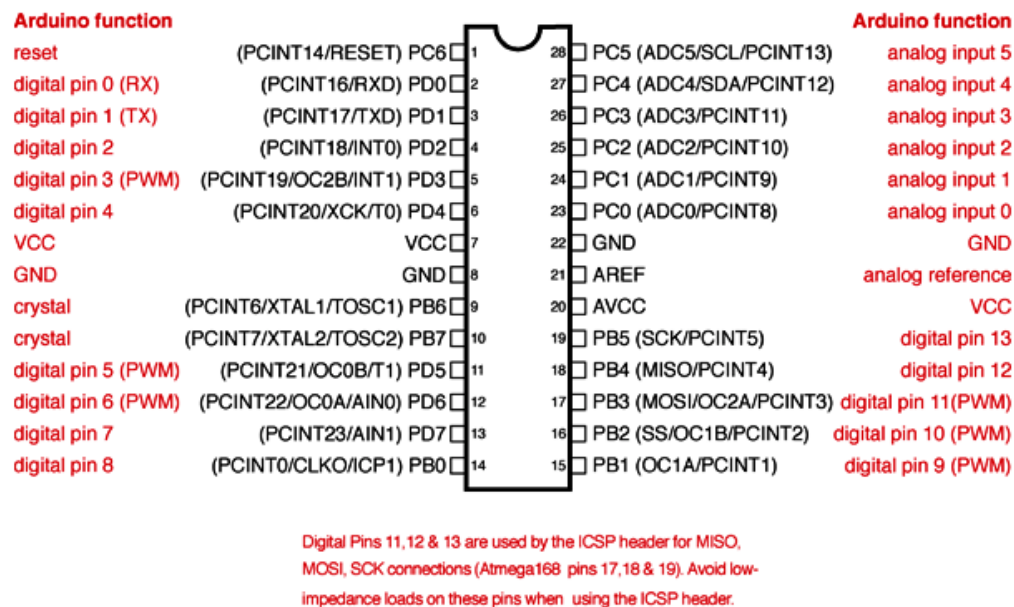 Arduino function Arduino function
reset (PCINT14/RESET) PC6 1 28 PC5 (ADC5/SCL/PCINT13) analog input 5
digital pin 0 (RX) (PCINT16/RXD) PD0 2 27 PC4 (ADC4/SDA/PCINT12) analog input 4
digital pin 1 (TX) (PCINT17/TXD) PD1 3 26 PC3 (ADC3/PCINT11) analog input 3
digital pin 2 (PCINT18/INT0) PD2 4 25 PC2 (ADC2/PCINT10) analog input 2
digital pin 3 (PWM) (PCINT19/OC2B/INT1) PD3 5 24 PC1 (ADC1/PCINT9) analog input 1
digital pin 4 (PCINT20/XCK/T0) PD4 6 23 PC0 (ADC0/PCINT8) analog input 0
VCC VCC 7 22 GND GND
GND GND 8 21 AREF analog reference
crystal (PCINT6/XTAL1/TOSC1) PB6 9 20 AVCC VCC
crystal (PCINT7/XTAL2/TOSC2) PB7 10 19 PB5 (SCK/PCINT5) digital pin 13
digital pin 5 (PWM) (PCINT21/OC0B/T1) PD5 11 18 PB4 (MISO/PCINT4) digital pin 12
digital pin 6 (PWM) (PCINT22/OC0A/AIN0) PD6 12 17 PB3 (MOSI/OC2A/PCINT3) digital pin 11(PWM)
digital pin 7 (PCINT23/AIN1) PD7 13 16 PB2 (SS/OC1B/PCINT2) digital pin 10 (PWM)
digital pin 8 (PCINT0/CLKO/ICP1) PB0 14 15 PB1 (OC1A/PCINT1) digital pin 9 (PWM)
Digital Pins 11,12 & 13 are used by the ICSP header for MISO,
MOSI, SCK connections (Atmega168 pins 17,18 & 19). Avoid low-
impedance loads on these pins when using the ICSP header.